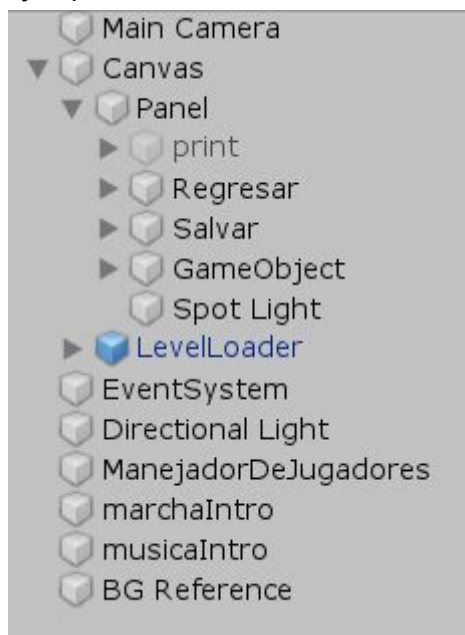 Main Camera
Canvas
Panel
print
Regresar
Salvar
GameObject
Spot Light
LevelLoader
EventSystem
Directional Light
ManejadorDeJugadores
marchaIntro
musicaIntro
BG Reference